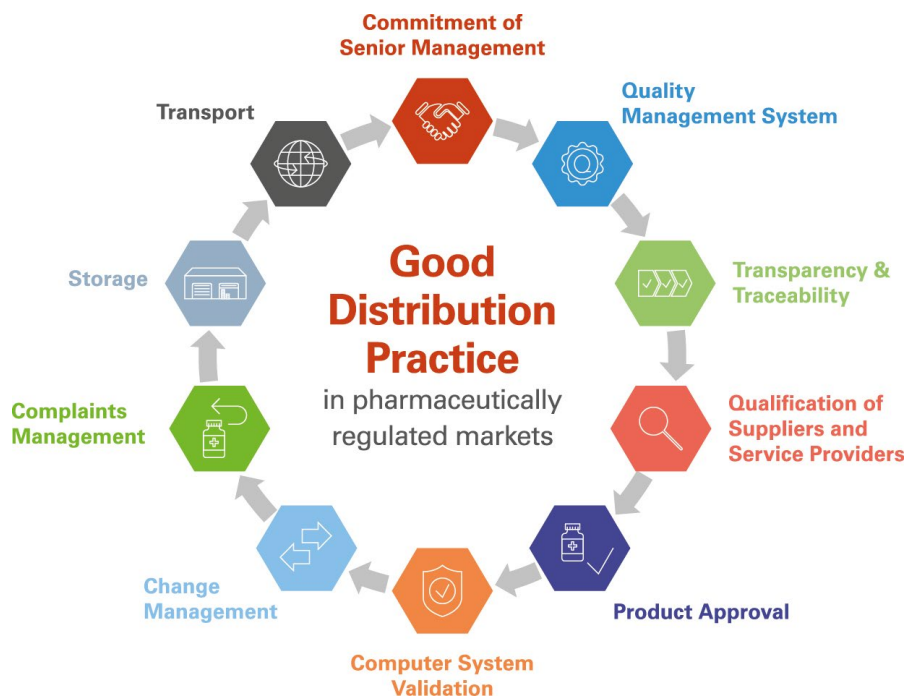 Commitment of
Senior Management
Quality
Management System
Transparency &
Traceability
Qualification of
Suppliers and
Service Providers
Product Approval
Computer System
Validation
Change
Management
Complaints
Management
Storage
Transport
Good
Distribution
Practice
in pharmaceutically
regulated markets
Q